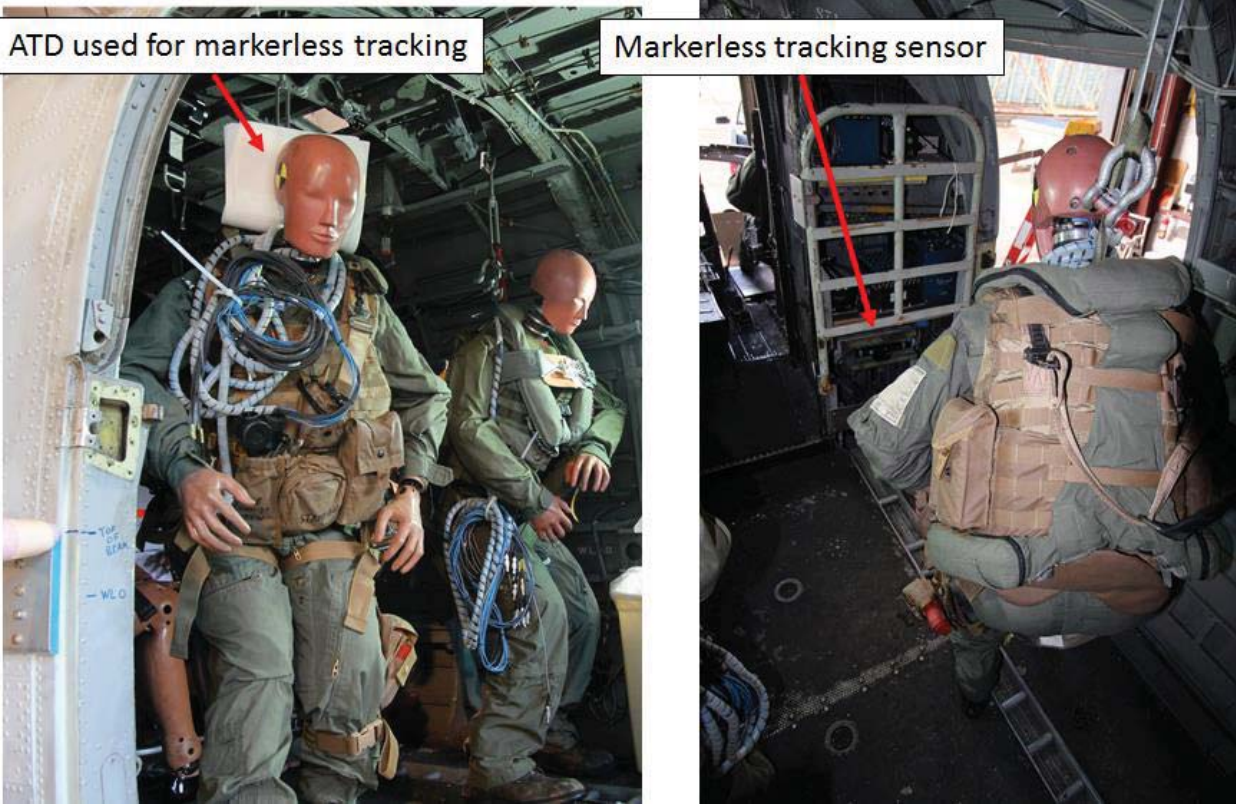 ATD used for markerless tracking
Markerless tracking sensor
TOP
OF
BEAM
WLO